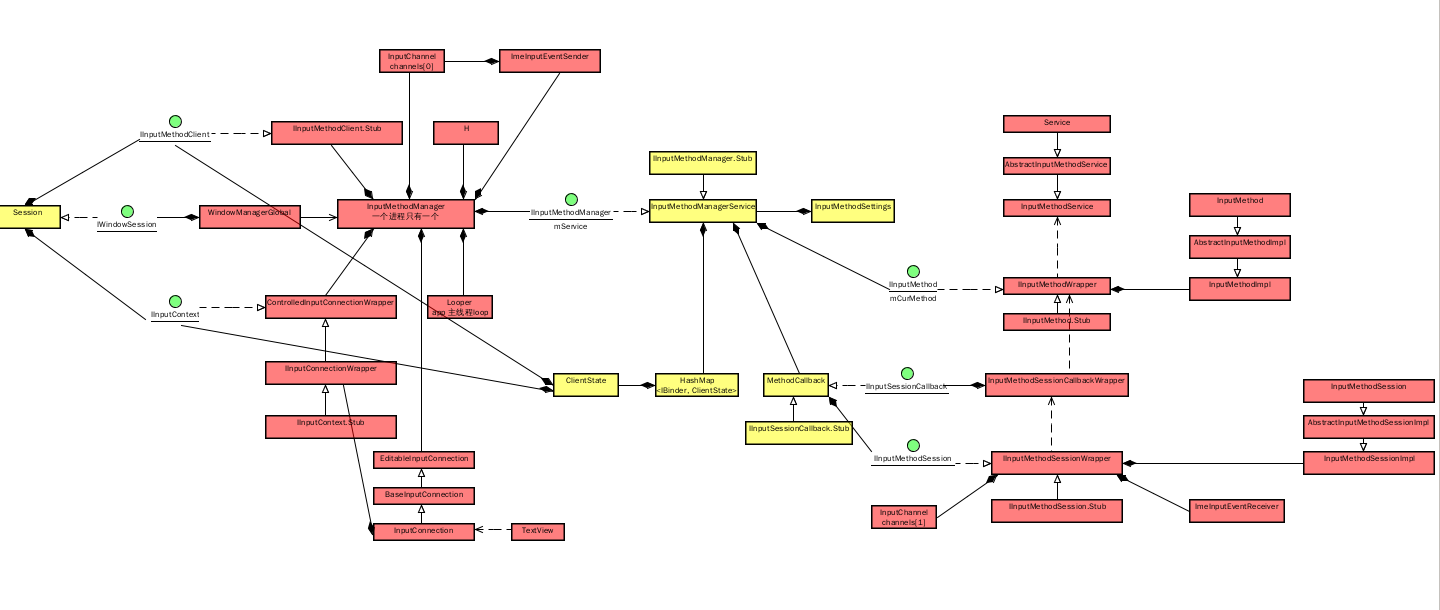 InputChannel
channels[0]
ImeInputEventSender
IInputMethodClient
IInputMethodClient.Stub
H
Service
IInputMethodManager.Stub
AbstractInputMethodService
Session
IWindowSession
WindowManagerGlobal
InputMethodManager
一个进程只有一个
IInputMethodManager
mService
InputMethodManagerService
InputMethodSettings
InputMethodService
InputMethod
AbstractInputMethodImpl
IInputMethod
mCurMethod
IInputMethodWrapper
InputMethodImpl
IInputContext
ControlledInputConnectionWrapper
Looper
app 主线程loop
IInputMethod.Stub
IInputConnectionWrapper
ClientState
HashMap
<IBinder, ClientState>
MethodCallback
IInputSessionCallback
InputMethodSessionCallbackWrapper
InputMethodSession
IInputContext.Stub
IInputSessionCallback.Stub
AbstractInputMethodSessionImpl
EditableInputConnection
IInputMethodSession
IInputMethodSessionWrapper
InputMethodSessionImpl
BaseInputConnection
InputChannel
channels[1]
IInputMethodSession.Stub
ImeInputEventReceiver
InputConnection
TextView